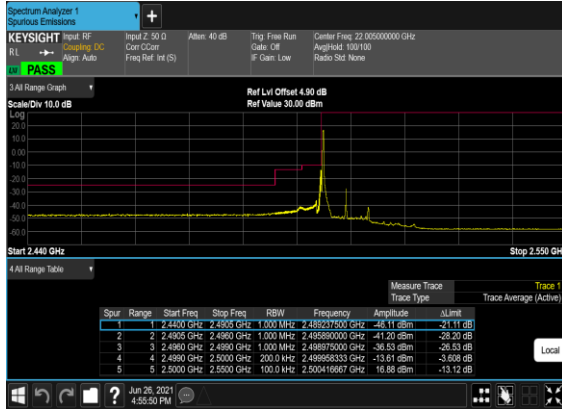 Spectrum Analyzer 1
Spurious Emissions
KEYSIGHT Input: RF Input Z: 50 Ω Atten: 40 dB Trig: Free Run Center Freq: 22.005000000 GHz
RL Coupling: DC Corr CCorr Gate: Off Avg|Hold: 100/100
Align: Auto Freq Ref: Int (S) IF Gain: Low Radio Std: None
PASS
3 All Range Graph
Ref Lvl Offset 4.90 dB
Scale/Div 10.0 dB Ref Value 30.00 dBm
Log
20.0
10.0
0.00
-10.0
-20.0
-30.0
-40.0
-50.0
-60.0
Start 2.440 GHz Stop 2.550 GH
4 All Range Table
Measure Trace Trace 1
Trace Type Trace Average (Active)
Spur Range Start Freq Stop Freq RBW Frequency Amplitude ΔLimit
1 1 2.4400 GHz 2.4905 GHz 1.000 MHz 2.489237500 GHz -46.11 dBm -21.11 dB
2 2 2.4905 GHz 2.4960 GHz 1.000 MHz 2.495890000 GHz -41.20 dBm -28.20 dB
3 3 2.4960 GHz 2.4990 GHz 1.000 MHz 2.498975000 GHz -36.53 dBm -26.53 dB
4 4 2.4990 GHz 2.5000 GHz 200.0 kHz 2.499958333 GHz -13.61 dBm -3.608 dB
5 5 2.5000 GHz 2.5505 GHz 100.0 kHz 2.500416667 GHz 16.88 dBm -13.12 dB
Local
Jun 26, 2021
4:55:50 PM